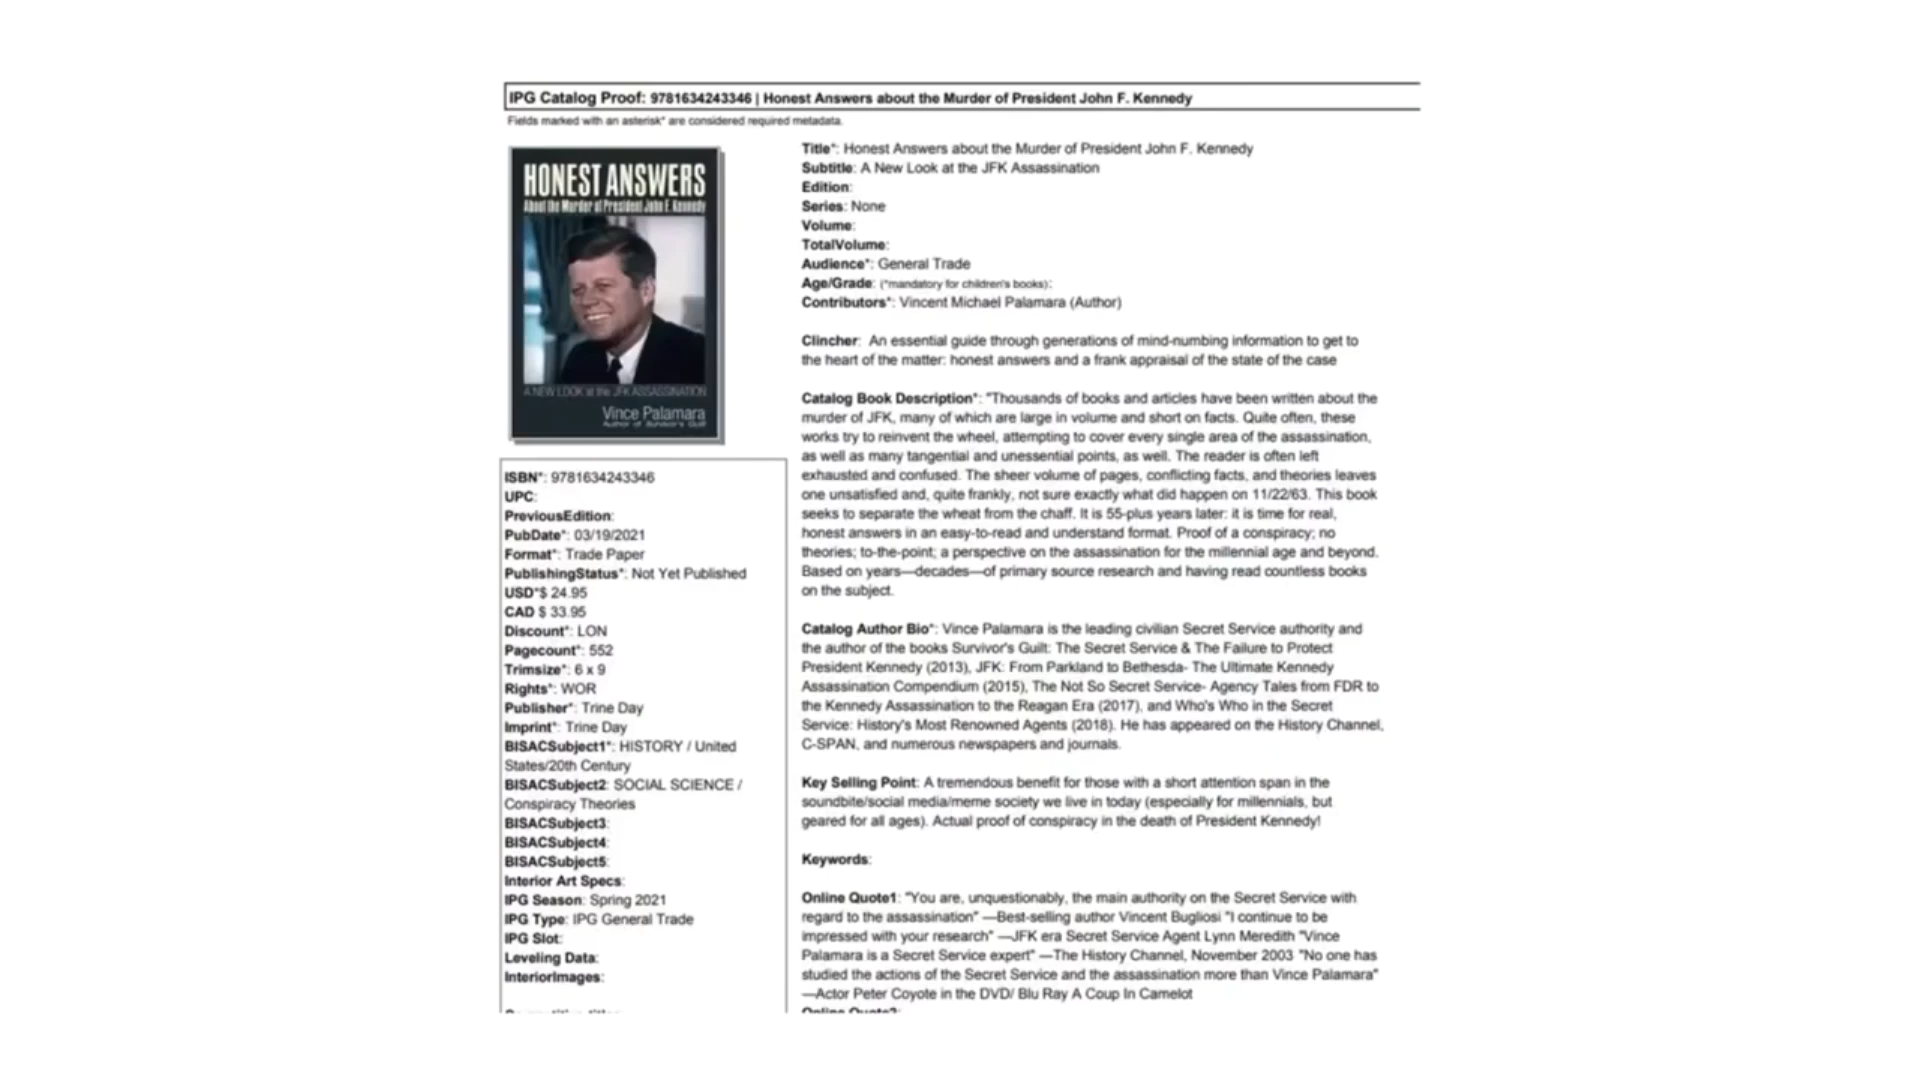 IPG Catalog Proof: 9781634243346 | Honest Answers about the Murder of President John F. Kennedy
Fields marked with an asterisk* are considered required metadata.
HONEST ANSWERS
About the Murder of President John F. Kennedy
A NEW LOOK at the JFK ASSASSINATION
Vince Palamara
Author of Survivor's Guilt
ISBN*: 9781634243346
UPC:
PreviousEdition:
PubDate*: 03/19/2021
Format*: Trade Paper
PublishingStatus*: Not Yet Published
USD*$ 24.95
CAD $ 33.95
Discount*: LON
Pagecount*: 552
Trimsize*: 6 x 9
Rights*: WOR
Publisher*: Trine Day
Imprint*: Trine Day
BISACSubject1*: HISTORY / United
States/20th Century
BISACSubject2: SOCIAL SCIENCE /
Conspiracy Theories
BISACSubject3:
BISACSubject4:
BISACSubject5:
Interior Art Specs:
IPG Season: Spring 2021
IPG Type: IPG General Trade
IPG Slot:
Leveling Data:
InteriorImages:
Title*: Honest Answers about the Murder of President John F. Kennedy
Subtitle: A New Look at the JFK Assassination
Edition:
Series: None
Volume:
TotalVolume:
Audience*: General Trade
Age/Grade: (*mandatory for children's books):
Contributors*: Vincent Michael Palamara (Author)
Clincher: An essential guide through generations of mind-numbing information to get to
the heart of the matter: honest answers and a frank appraisal of the state of the case
Catalog Book Description*: "Thousands of books and articles have been written about the
murder of JFK, many of which are large in volume and short on facts. Quite often, these
works try to reinvent the wheel, attempting to cover every single area of the assassination,
as well as many tangential and unessential points, as well. The reader is often left
exhausted and confused. The sheer volume of pages, conflicting facts, and theories leaves
one unsatisfied and, quite frankly, not sure exactly what did happen on 11/22/63. This book
seeks to separate the wheat from the chaff. It is 55-plus years later: it is time for real,
honest answers in an easy-to-read and understand format. Proof of a conspiracy; no
theories; to-the-point; a perspective on the assassination for the millennial age and beyond.
Based on years—decades—of primary source research and having read countless books
on the subject.
Catalog Author Bio*: Vince Palamara is the leading civilian Secret Service authority and
the author of the books Survivor's Guilt: The Secret Service & The Failure to Protect
President Kennedy (2013), JFK: From Parkland to Bethesda- The Ultimate Kennedy
Assassination Compendium (2015), The Not So Secret Service- Agency Tales from FDR to
the Kennedy Assassination to the Reagan Era (2017), and Who's Who in the Secret
Service: History's Most Renowned Agents (2018). He has appeared on the History Channel,
C-SPAN, and numerous newspapers and journals.
Key Selling Point: A tremendous benefit for those with a short attention span in the
soundbite/social media/meme society we live in today (especially for millennials, but
geared for all ages). Actual proof of conspiracy in the death of President Kennedy!
Keywords:
Online Quote1: "You are, unquestionably, the main authority on the Secret Service with
regard to the assassination" —Best-selling author Vincent Bugliosi "I continue to be
impressed with your research" —JFK era Secret Service Agent Lynn Meredith "Vince
Palamara is a Secret Service expert" —The History Channel, November 2003 "No one has
studied the actions of the Secret Service and the assassination more than Vince Palamara"
—Actor Peter Coyote in the DVD/ Blu Ray A Coup In Camelot